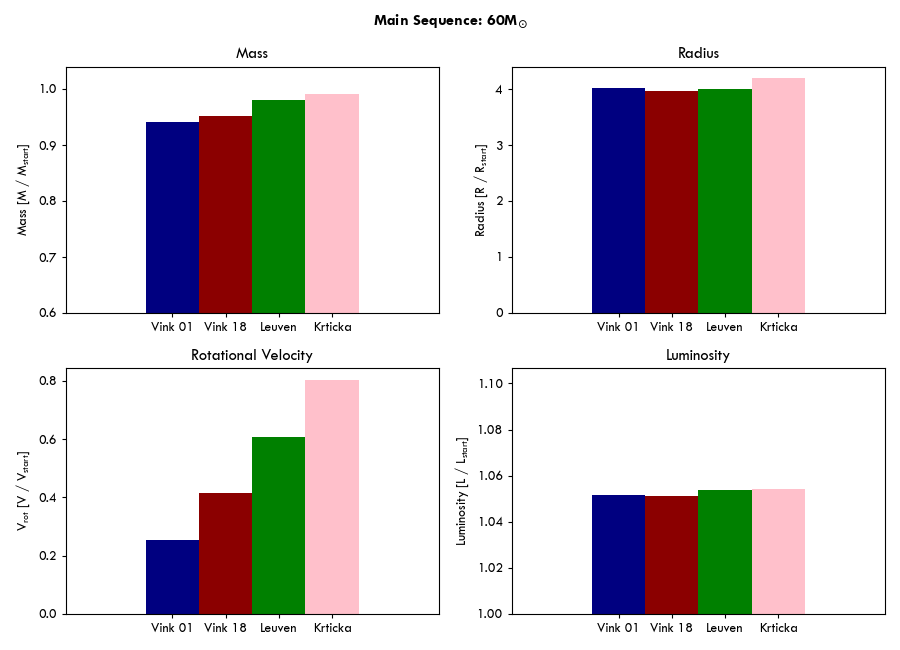 Main Sequence: 60M⊙
Mass
Mass [M / Mstart]
1.0
0.9
0.8
0.7
0.6
Vink 01 Vink 18 Leuven Krticka
Radius
Radius [R / Rstart]
4
3
2
1
0
Vink 01 Vink 18 Leuven Krticka
Rotational Velocity
Vrot [V / Vstart]
0.8
0.6
0.4
0.2
0.0
Vink 01 Vink 18 Leuven Krticka
Luminosity
Luminosity [L / Lstart]
1.10
1.08
1.06
1.04
1.02
1.00
Vink 01 Vink 18 Leuven Krticka